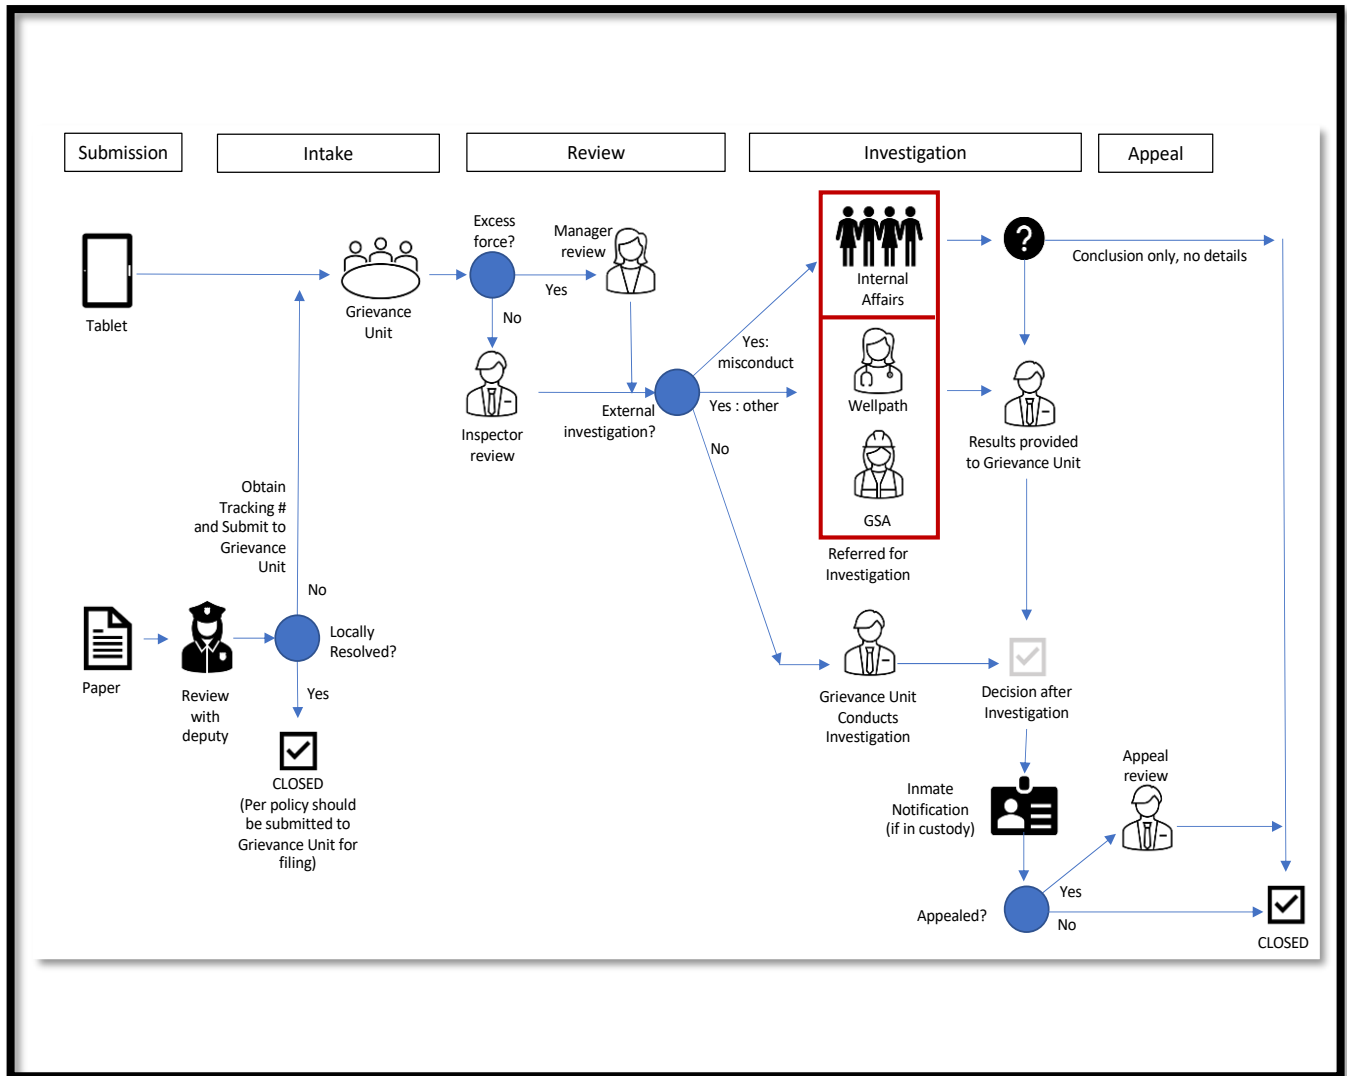 Submission
Intake
Review
Investigation
Appeal
Excess
force?
Manager
review
Yes
No
Tablet
Grievance
Unit
Internal
Affairs
?
Conclusion only, no details
Yes:
misconduct
Yes : other
No
External
investigation?
Inspector
review
Wellpath
GSA
Results provided
to Grievance Unit
Referred for
Investigation
Obtain
Tracking #
and Submit to
Grievance
Unit
No
Locally
Resolved?
Yes
Paper
Review
with
deputy
CLOSED
(Per policy should
be submitted to
Grievance Unit for
filing)
Grievance Unit
Conducts
Investigation
Decision after
Investigation
Inmate
Notification
(if in custody)
Appeal
review
Appealed?
Yes
No
CLOSED